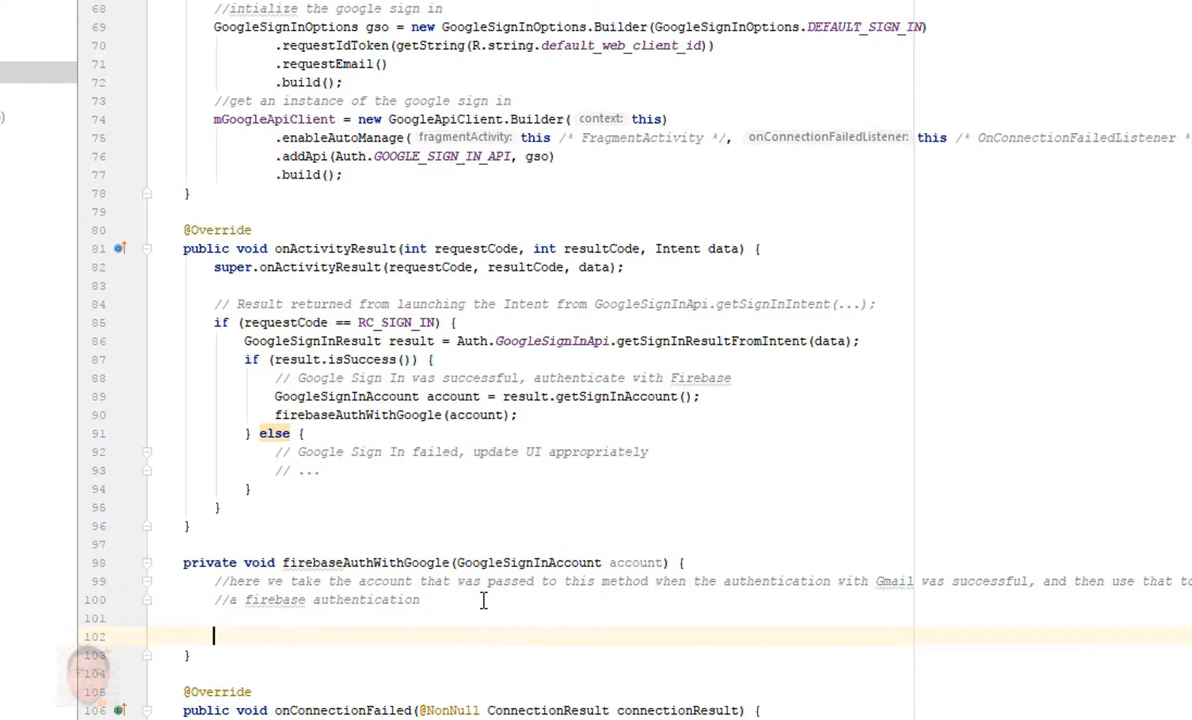 68 //intialize the google sign in
69 GoogleSignInOptions gso = new GoogleSignInOptions.Builder(GoogleSignInOptions.DEFAULT_SIGN_IN)
70 .requestIdToken(getString(R.string.default_web_client_id))
71 .requestEmail()
72 .build();
73 //get an instance of the google sign in
74 mGoogleApiClient = new GoogleApiClient.Builder( context: this)
75 .enableAutoManage( fragmentActivity: this /* FragmentActivity */, onConnectionFailedListener: this /* OnConnectionFailedListener *
76 .addApi(Auth.GOOGLE_SIGN_IN_API, gso)
77 .build();
78 }
79
80 @Override
81 public void onActivityResult(int requestCode, int resultCode, Intent data) {
82 super.onActivityResult(requestCode, resultCode, data);
83
84 // Result returned from launching the Intent from GoogleSignInApi.getSignInIntent(...);
85 if (requestCode == RC_SIGN_IN) {
86 GoogleSignInResult result = Auth.GoogleSignInApi.getSignInResultFromIntent(data);
87 if (result.isSuccess()) {
88 // Google Sign In was successful, authenticate with Firebase
89 GoogleSignInAccount account = result.getSignInAccount();
90 firebaseAuthWithGoogle(account);
91 } else {
92 // Google Sign In failed, update UI appropriately
93 // ...
94 }
95 }
96 }
97
98 private void firebaseAuthWithGoogle(GoogleSignInAccount account) {
99 //here we take the account that was passed to this method when the authentication with Gmail was successful, and then use that to
100 //a firebase authentication
101
102
103 }
104
105 @Override
106 public void onConnectionFailed(@NonNull ConnectionResult connectionResult) {